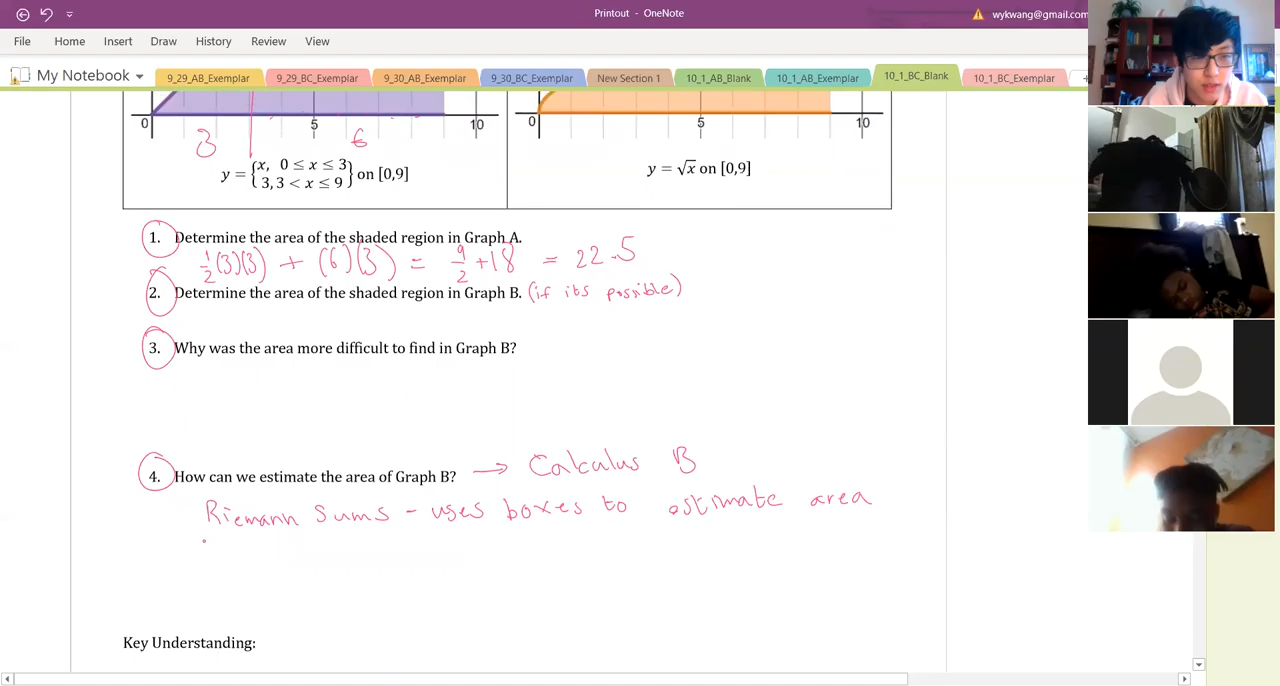 Printout - OneNote
wykwang@gmail.com
File Home Insert Draw History Review View
My Notebook
9_29_AB_Exemplar 9_29_BC_Exemplar 9_30_AB_Exemplar 9_30_BC_Exemplar New Section 1 10_1_AB_Blank 10_1_AB_Exemplar 10_1_BC_Blank 10_1_BC_Exemplar +
0 5 10
0 5 10
3 6
y = {x, 0 ≤ x ≤ 3
3, 3 < x ≤ 9} on [0,9]
y = √x on [0,9]
1. Determine the area of the shaded region in Graph A.
1/2 (3)(3) + (6)(3) = 9/2 + 18 = 22.5
2. Determine the area of the shaded region in Graph B. (if its possible)
3. Why was the area more difficult to find in Graph B?
4. How can we estimate the area of Graph B? → Calculus B
Riemann Sums - uses boxes to estimate area
Key Understanding: